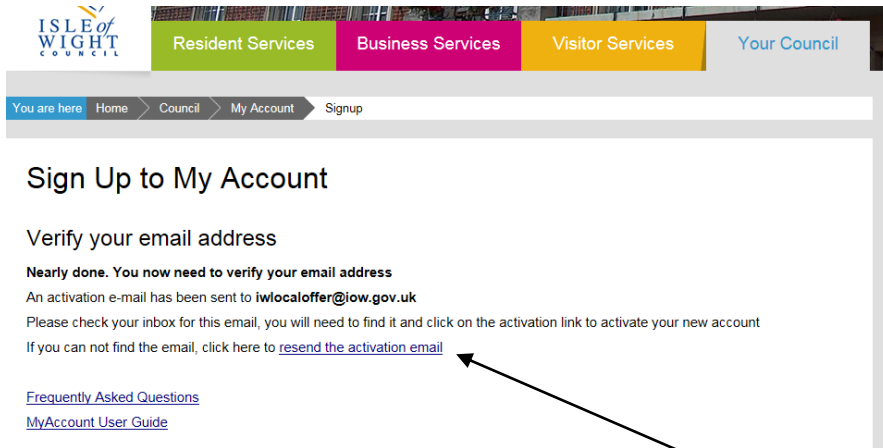 ISLE of
WIGHT
COUNCIL
Resident Services
Business Services
Visitor Services
Your Council
You are here Home Council My Account Signup
Sign Up to My Account
Verify your email address
Nearly done. You now need to verify your email address
An activation e-mail has been sent to iwlocaloffer@iow.gov.uk
Please check your inbox for this email, you will need to find it and click on the activation link to activate your new account
If you can not find the email, click here to resend the activation email
Frequently Asked Questions
MyAccount User Guide